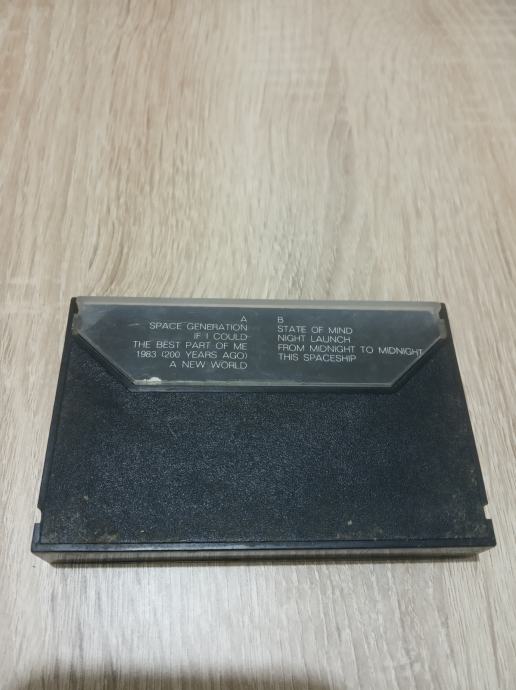 A
SPACE GENERATION
IF I COULD
THE BEST PART OF ME
1983 (200 YEARS AGO)
A NEW WORLD
B
STATE OF MIND
NIGHT LAUNCH
FROM MIDNIGHT TO MIDNIGHT
THIS SPACESHIP